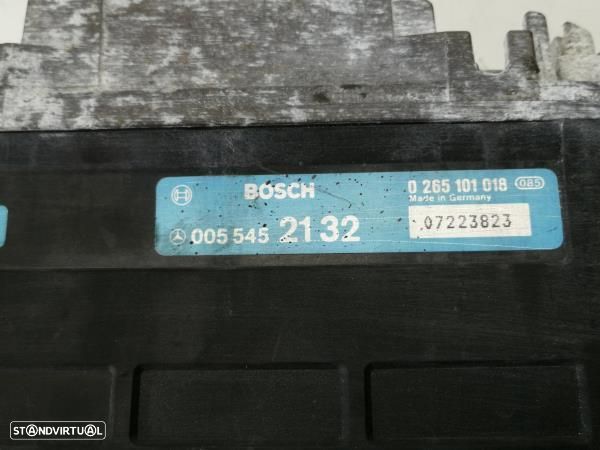 BOSCH
0 265 101 018 085
Made in Germany
005 545 21 32
07223823
STANDVIRTUAL